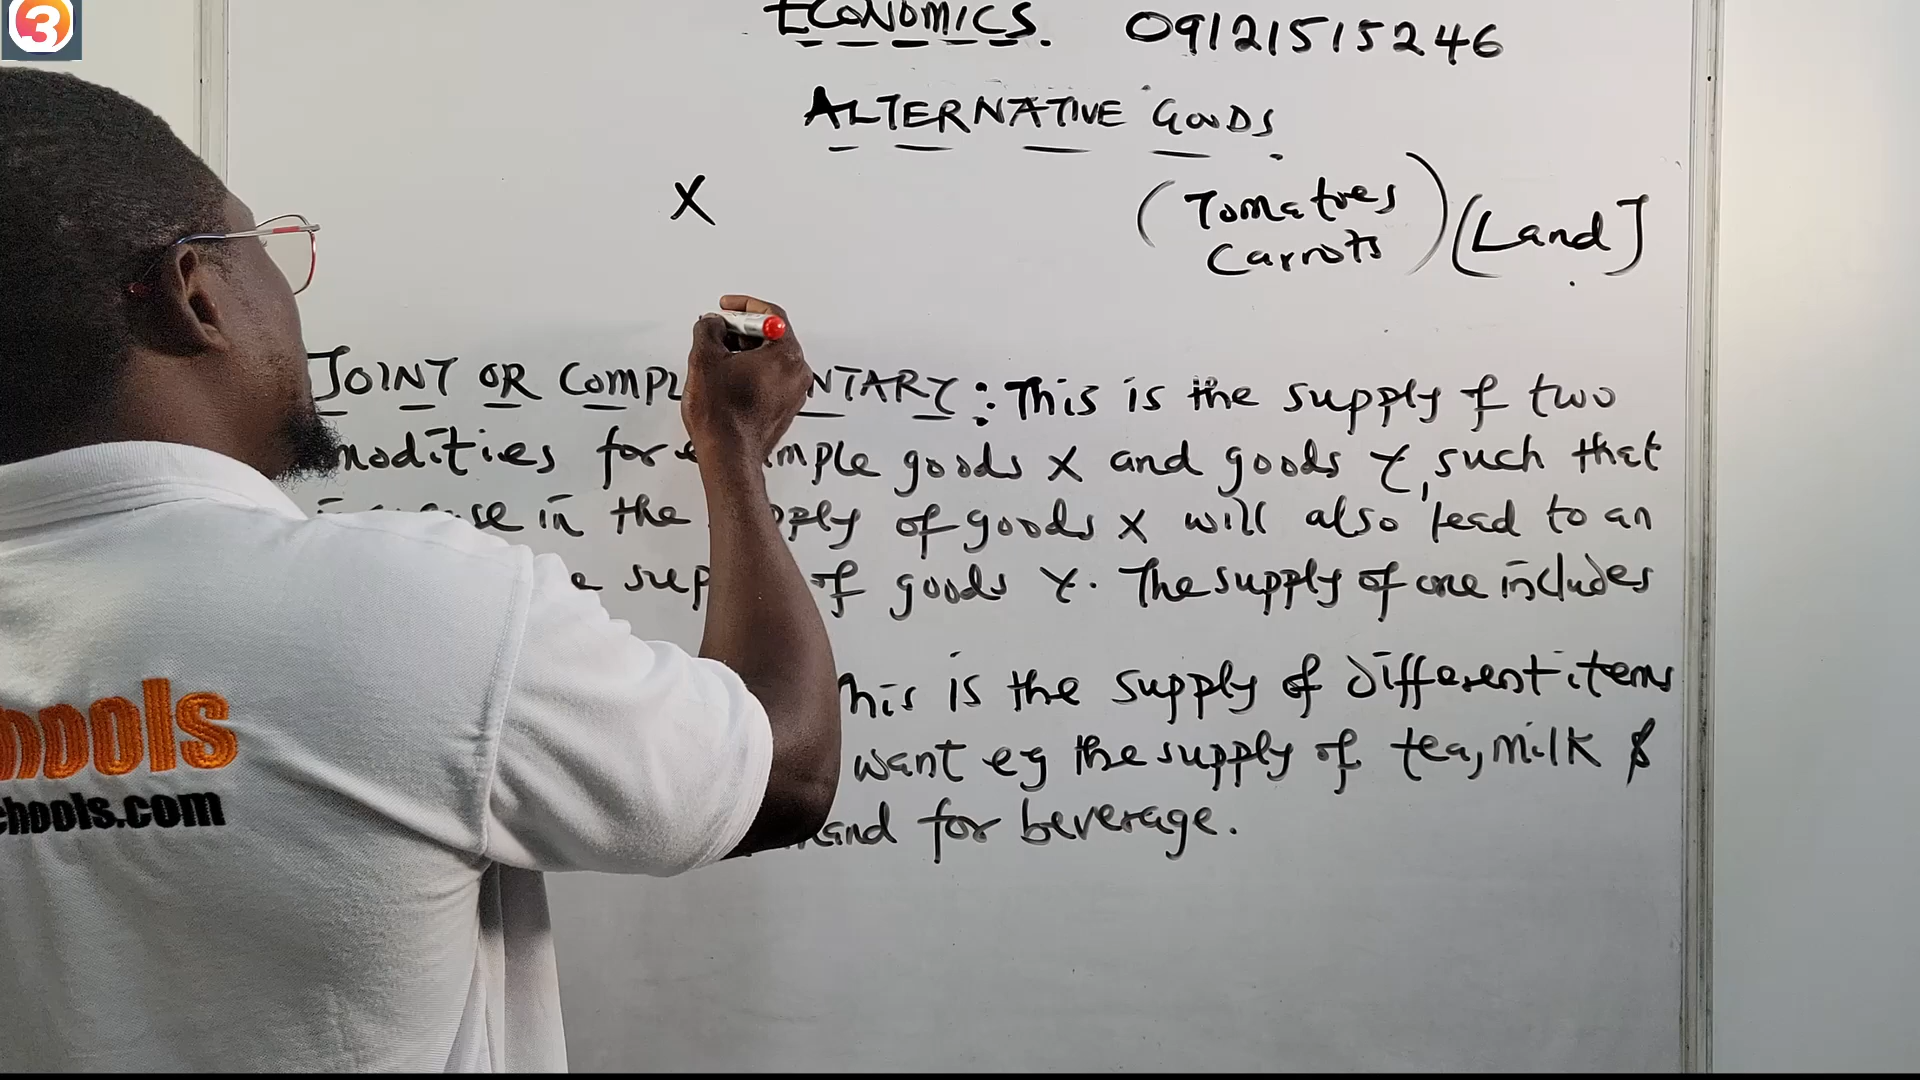 3
ECONOMICS. 09121515246
ALTERNATIVE GOODS
X
(Tomatoes) [Land]
Carrots
JOINT OR COMPL NTARY: This is the supply of two
modities for mple goods X and goods Y, such that
in the pply of goods X will also lead to an
sup of goods Y. The supply of one includes
his is the supply of different items
want eg the supply of tea, milk &
and for beverage.
hools
chools.com